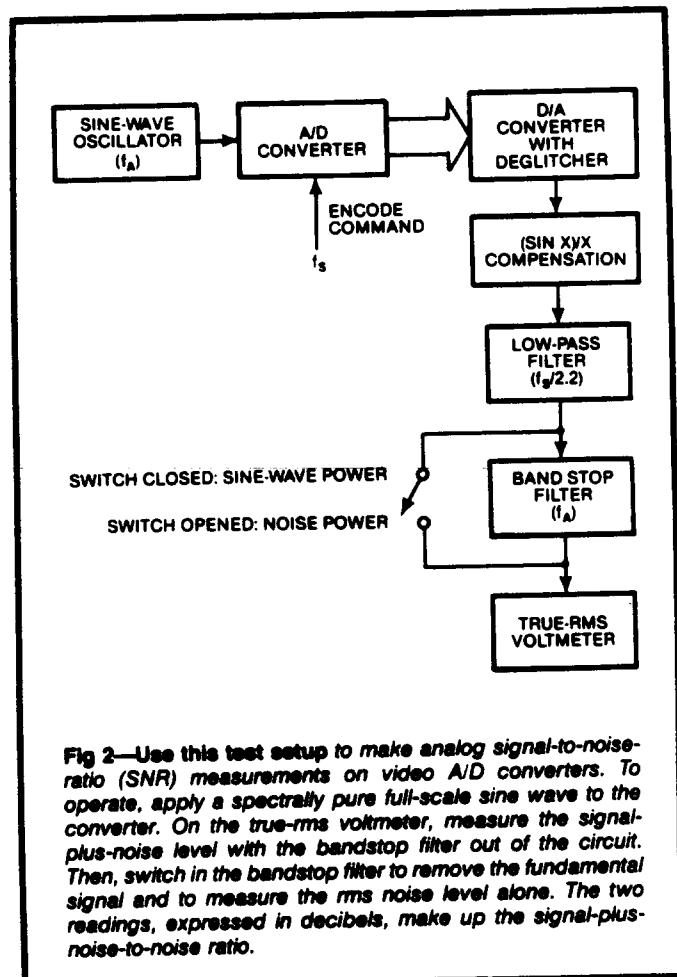 SINE-WAVE
OSCILLATOR
(fA)
A/D
CONVERTER
D/A
CONVERTER
WITH
DEGLITCHER
ENCODE
COMMAND
fS
(SIN X)/X
COMPENSATION
LOW-PASS
FILTER
(fS/2.2)
SWITCH CLOSED: SINE-WAVE POWER
SWITCH OPENED: NOISE POWER
BAND STOP
FILTER
(fA)
TRUE-RMS
VOLTMETER
Fig 2—Use this test setup to make analog signal-to-noise-
ratio (SNR) measurements on video A/D converters. To
operate, apply a spectrally pure full-scale sine wave to the
converter. On the true-rms voltmeter, measure the signal-
plus-noise level with the bandstop filter out of the circuit.
Then, switch in the bandstop filter to remove the fundamental
signal and to measure the rms noise level alone. The two
readings, expressed in decibels, make up the signal-plus-
noise-to-noise ratio.